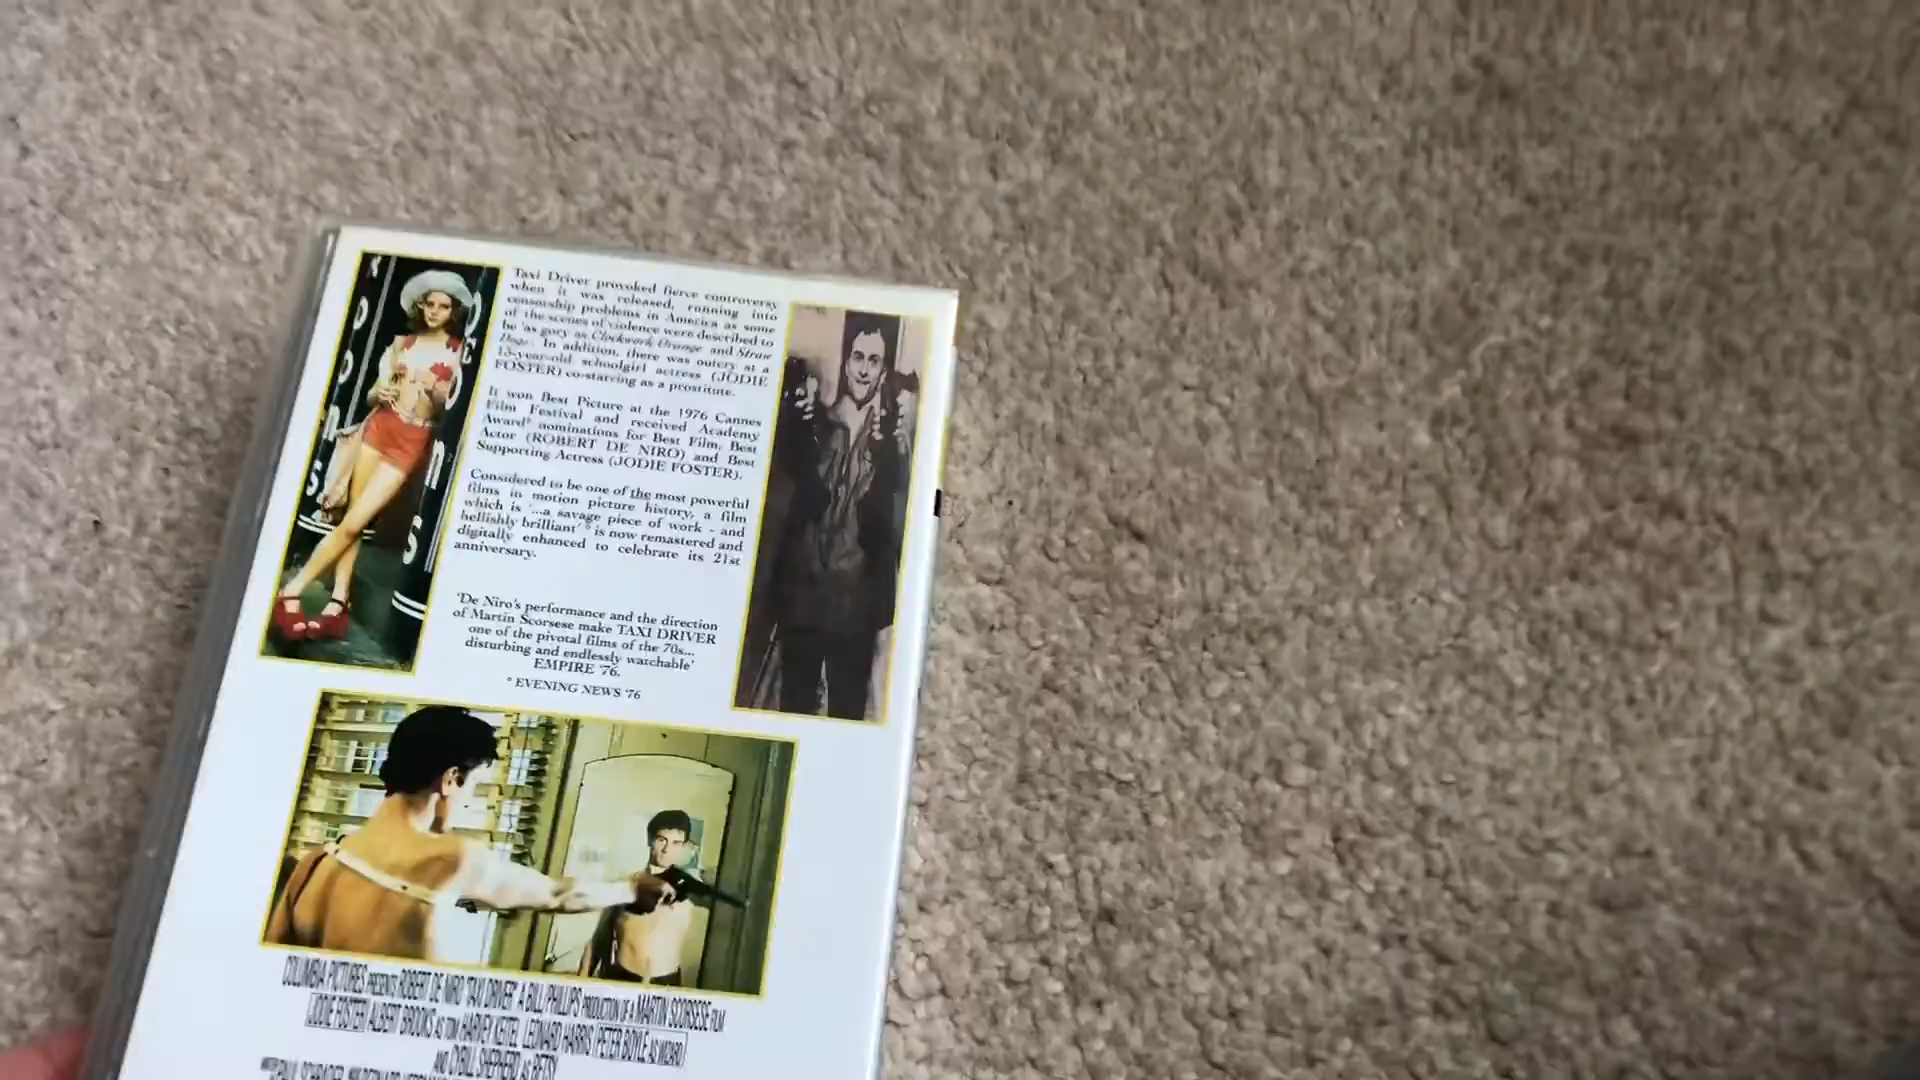 Taxi Driver provoked fierce controversy
when it was released, running into
censorship problems in America as some
of the scenes of violence were described to
be 'as gory as Clockwork Orange and Straw
Dogs'. In addition, there was outcry at a
13-year-old schoolgirl actress (JODIE
FOSTER) co-starring as a prostitute.
It won Best Picture at the 1976 Cannes
Film Festival and received Academy
Award® nominations for Best Film, Best
Actor (ROBERT DE NIRO) and Best
Supporting Actress (JODIE FOSTER).
Considered to be one of the most powerful
films in motion picture history, a film
which is '...a savage piece of work - and
hellishly brilliant' ° is now remastered and
digitally enhanced to celebrate its 21st
anniversary.
'De Niro's performance and the direction
of Martin Scorsese make TAXI DRIVER
one of the pivotal films of the 70s...
disturbing and endlessly watchable'
EMPIRE '76.
° EVENING NEWS '76
COLUMBIA PICTURES PRESENTS ROBERT DE NIRO 'TAXI DRIVER' A BILL/PHILLIPS PRODUCTION OF A MARTIN SCORSESE FILM
JODIE FOSTER ALBERT BROOKS AS TOM HARVEY KEITEL LEONARD HARRIS PETER BOYLE AS WIZARD
AND CYBILL SHEPHERD AS BETSY